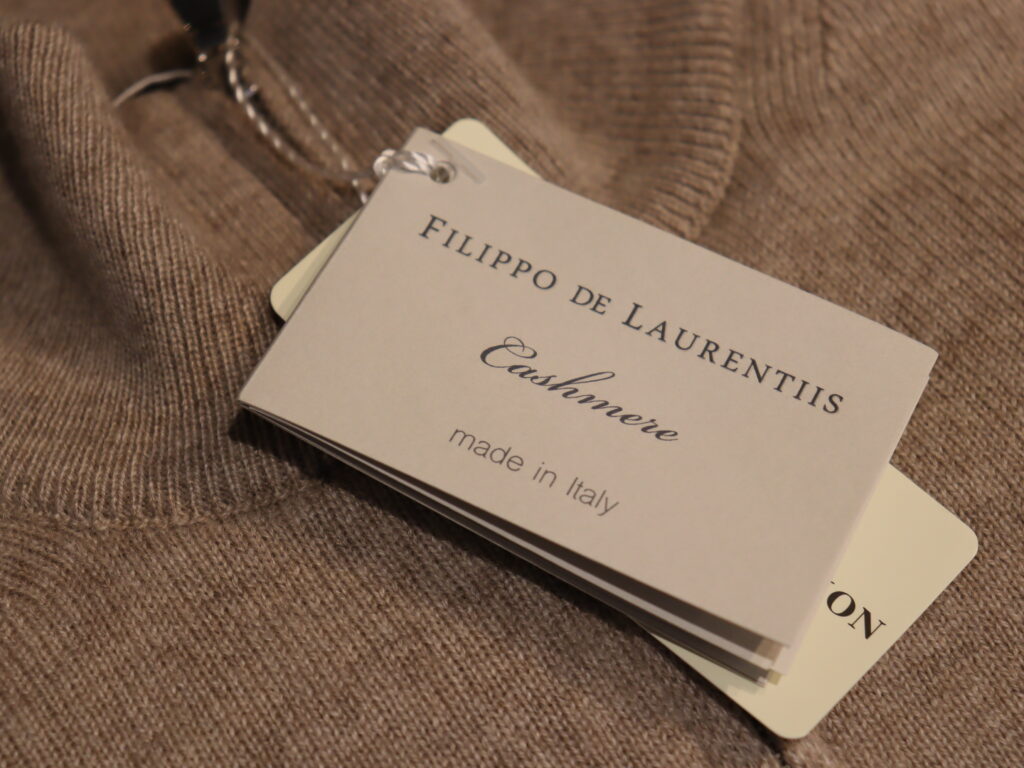 FILIPPO DE LAURENTIIS
Cashmere
made in Italy
ON